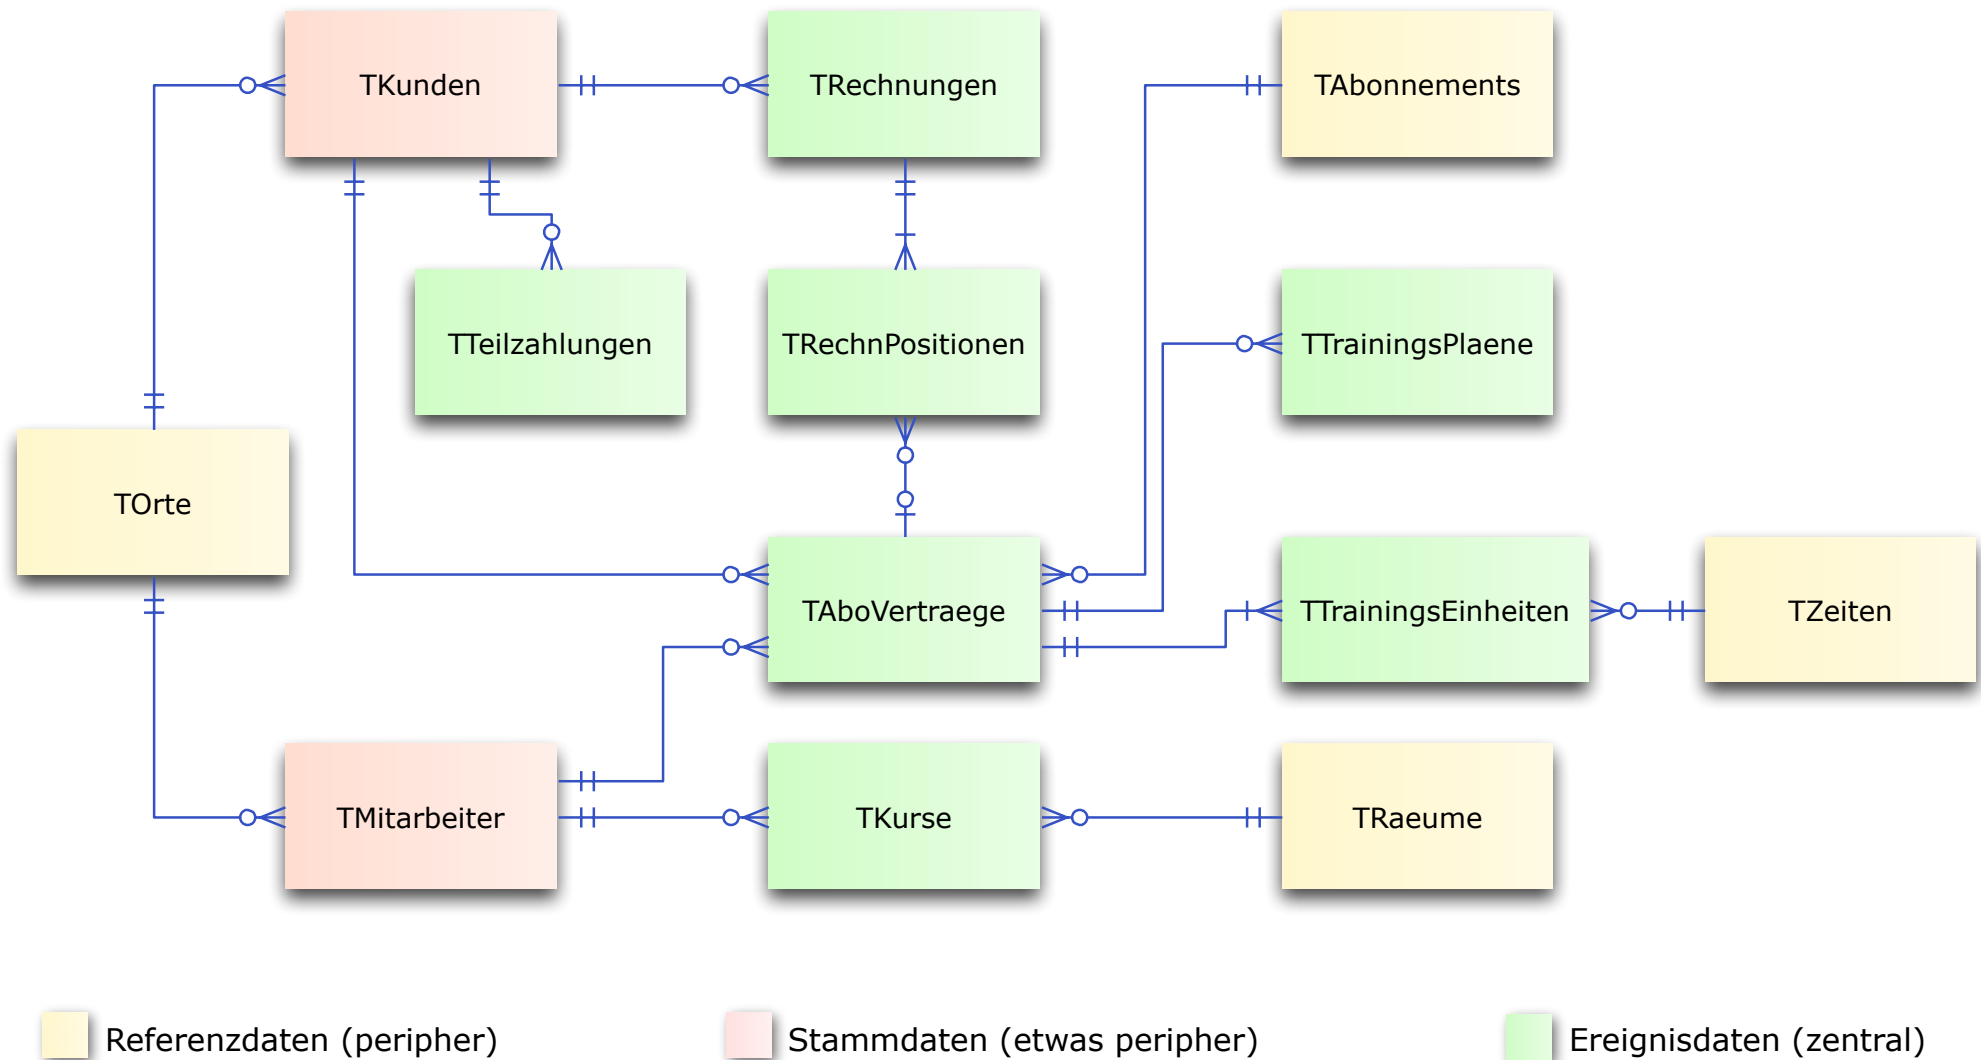 TKunden
TRechnungen
TAbonnements
TTeilzahlungen
TRechnPositionen
TTrainingsPlaene
TOrte
TAboVertraege
TTrainingsEinheiten
TZeiten
TMitarbeiter
TKurse
TRaeume
Referenzdaten (peripher)
Stammdaten (etwas peripher)
Ereignisdaten (zentral)